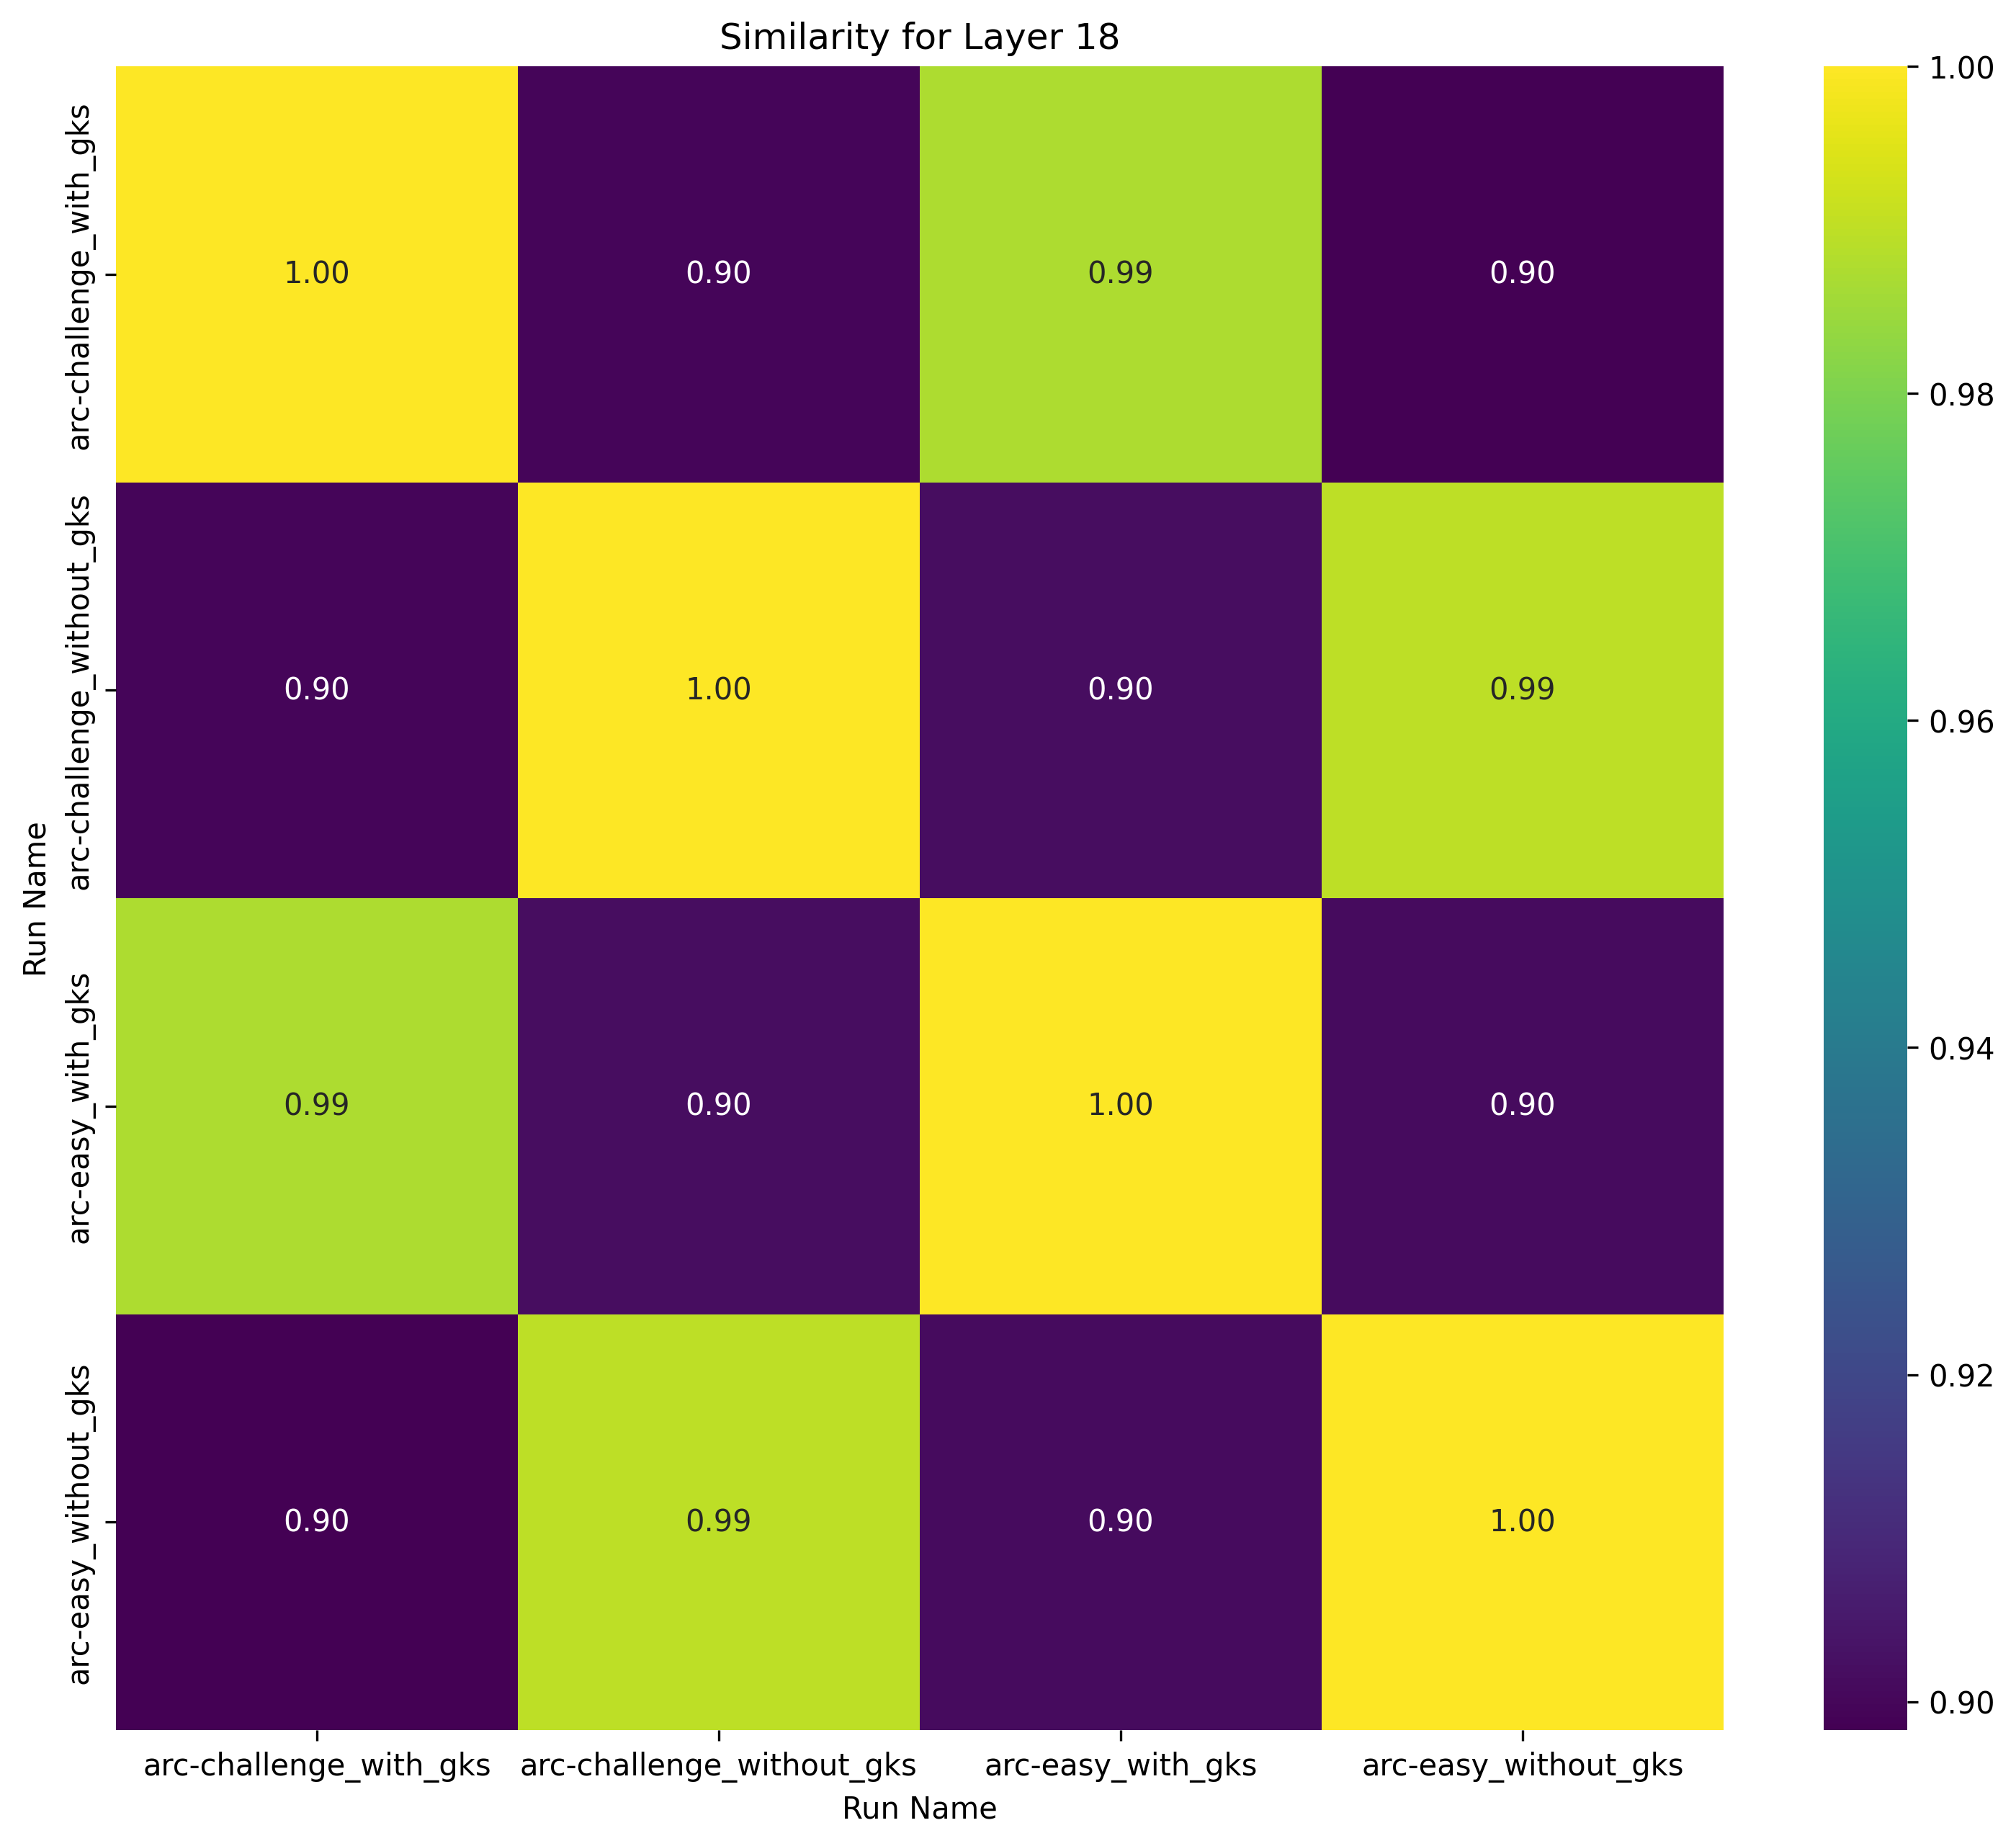 Similarity for Layer 18
Run Name
arc-challenge_with_gks
1.00 0.90 0.99 0.90
arc-challenge_without_gks
0.90 1.00 0.90 0.99
arc-easy_with_gks
0.99 0.90 1.00 0.90
arc-easy_without_gks
0.90 0.99 0.90 1.00
arc-challenge_with_gks arc-challenge_without_gks arc-easy_with_gks arc-easy_without_gks
Run Name
1.00
0.98
0.96
0.94
0.92
0.90